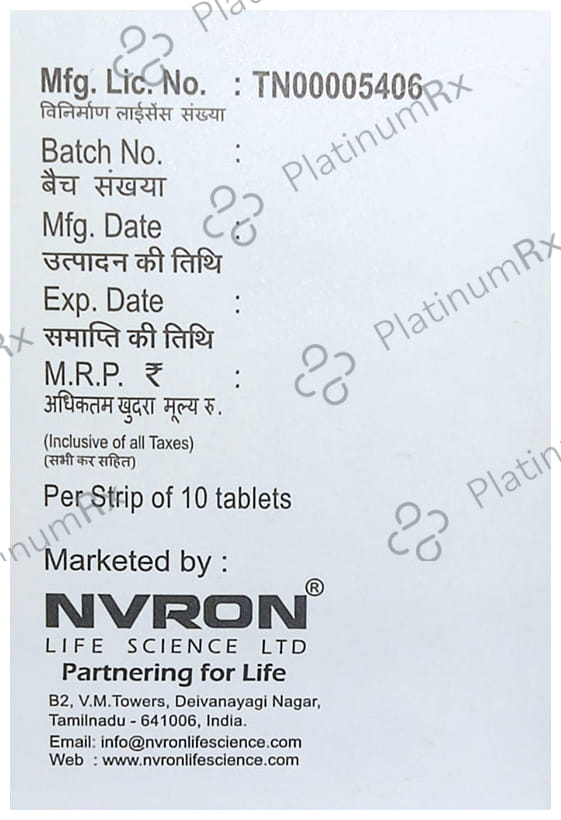 Mfg. Lic. No. : TN00005406
विनिर्माण लाईसेंस संख्या
Batch No. :
बैच संखया
Mfg. Date :
उत्पादन की तिथि
Exp. Date :
समाप्ति की तिथि
M.R.P. ₹ :
अधिकतम खुदरा मूल्य रु.
(Inclusive of all Taxes)
(सभी कर सहित)
Per Strip of 10 tablets
Marketed by :
NVRON®
LIFE SCIENCE LTD
Partnering for Life
B2, V.M.Towers, Deivanayagi Nagar,
Tamilnadu - 641006, India.
Email: info@nvronlifescience.com
Web : www.nvronlifescience.com
PlatinumRx
PlatinumRx
PlatinumRx
Platinum
Rx
inumRx